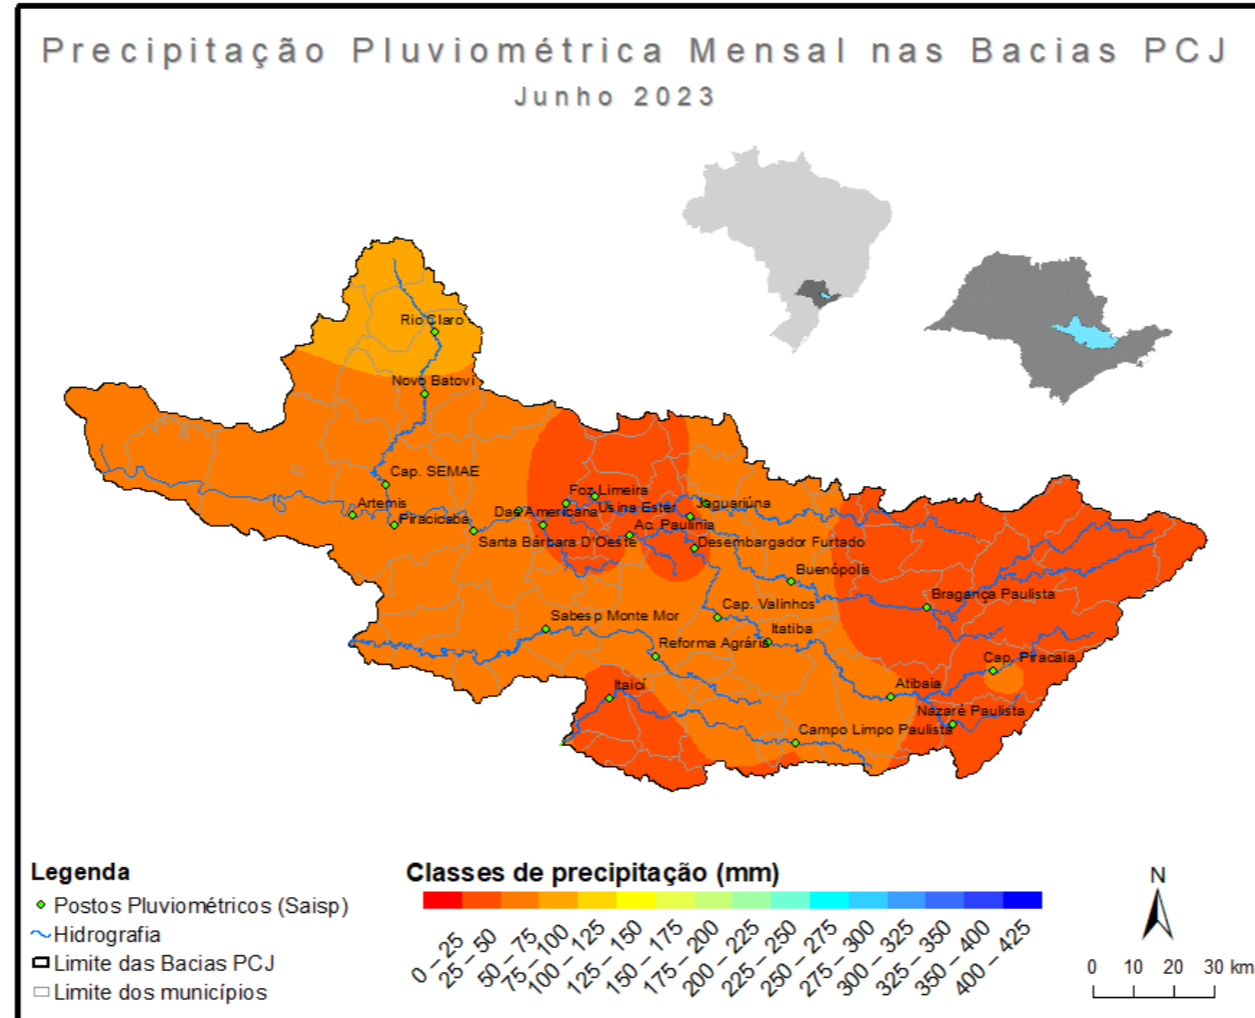 Precipitação Pluviométrica Mensal nas Bacias PCJ
Junho 2023
Rio Claro
Novo Batovi
Cap. SEMAE
Artemis
Piracicaba
Foz Limeira
Usina Ester
Jaguariúna
Dae Americana
Ac. Paulínia
Santa Bárbara D'Oeste
Desembargador Furtado
Buenópolis
Bragança Paulista
Cap. Valinhos
Sabesp Monte Mor
Itatiba
Reforma Agrária
Cap. Piracaia
Itaici
Atibaia
Nazaré Paulista
Campo Limpo Paulista
Legenda
Postos Pluviométricos (Saisp)
Hidrografia
Limite das Bacias PCJ
Limite dos municípios
Classes de precipitação (mm)
0 – 25
25 – 50
50 – 75
75 – 100
100 – 125
125 – 150
150 – 175
175 – 200
200 – 225
225 – 250
250 – 275
275 – 300
300 – 325
325 – 350
350 – 400
400 – 425
N
0 10 20 30 km